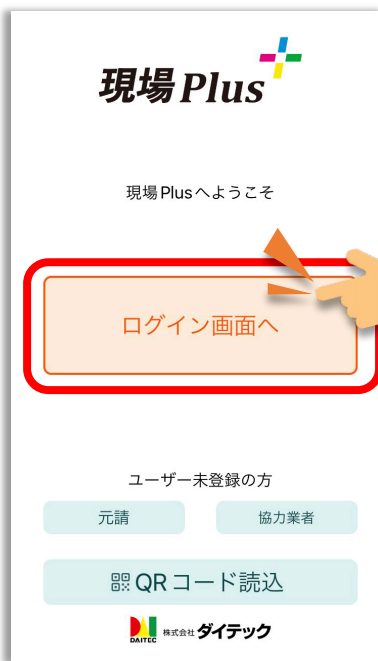 現場Plus
現場Plusへようこそ
ログイン画面へ
ユーザー未登録の方
元請
協力業者
QRコード読込
DAITEC 株式会社 ダイテック